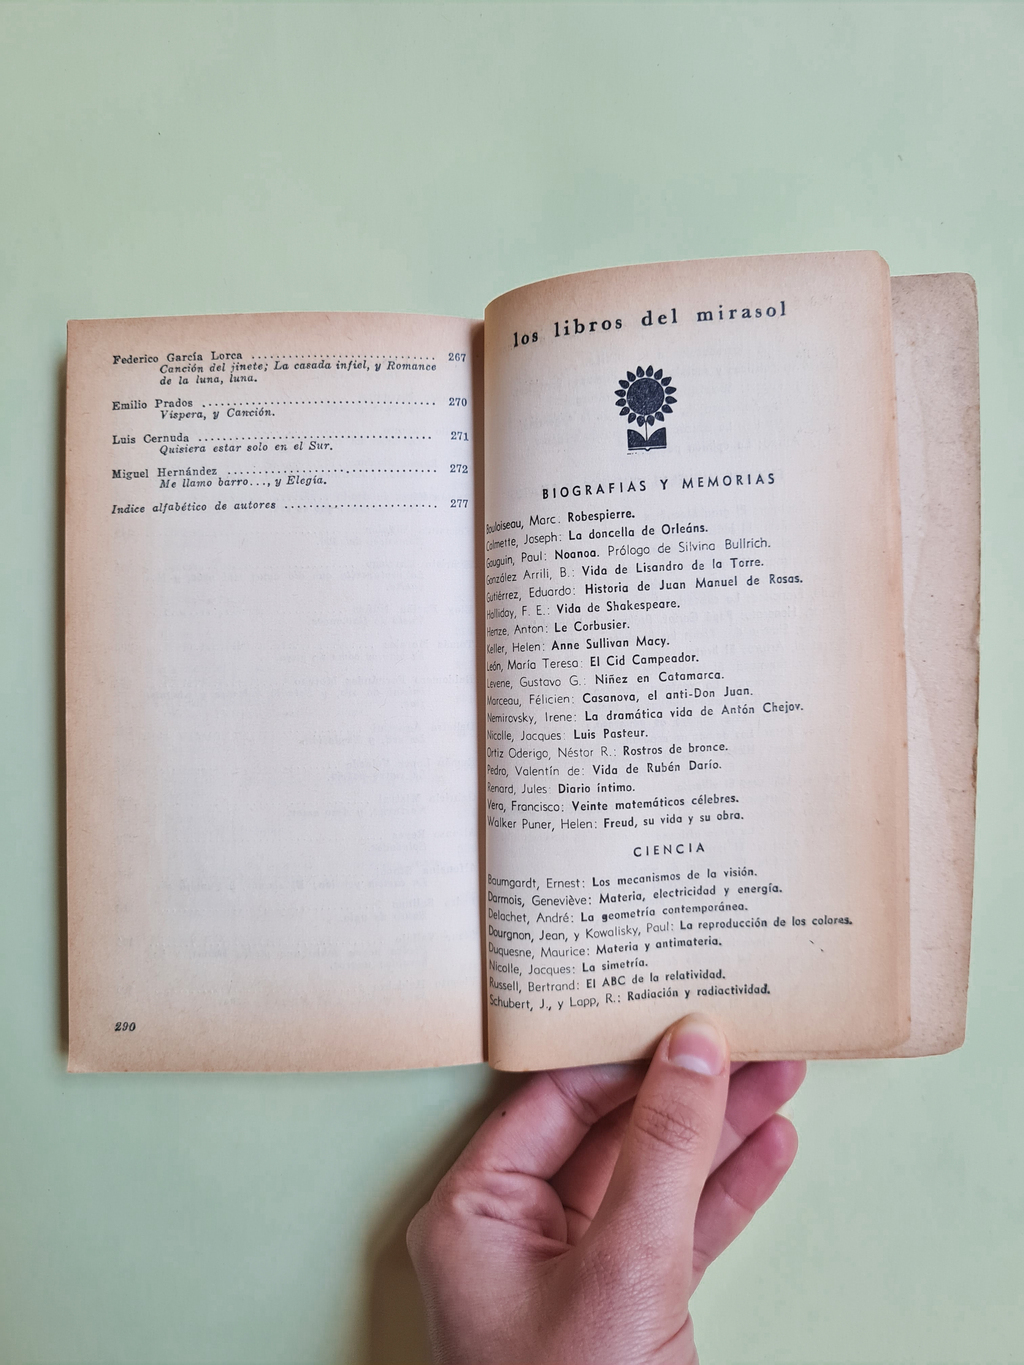 Federico García Lorca .............................. 267
Canción del jinete; La casada infiel, y Romance
de la luna, luna.
Emilio Prados ...................................... 270
Víspera, y Canción.
Luis Cernuda ....................................... 271
Quisiera estar solo en el Sur.
Miguel Hernández ................................... 272
Me llamo barro..., y Elegía.
Indice alfabético de autores ......................... 277
290
los libros del mirasol
BIOGRAFIAS Y MEMORIAS
Bouloiseau, Marc: Robespierre.
Calmette, Joseph: La doncella de Orleáns.
Gauguin, Paul: Noanoa. Prólogo de Silvina Bullrich.
González Arrili, B.: Vida de Lisandro de la Torre.
Gutiérrez, Eduardo: Historia de Juan Manuel de Rosas.
Holliday, F. E.: Vida de Shakespeare.
Henze, Anton: Le Corbusier.
Keller, Helen: Anne Sullivan Macy.
León, María Teresa: El Cid Campeador.
Levene, Gustavo G.: Niñez en Catamarca.
Marceau, Félicien: Casanova, el anti-Don Juan.
Nemirovsky, Irene: La dramática vida de Antón Chejov.
Nicolle, Jacques: Luis Pasteur.
Ortiz Oderigo, Néstor R.: Rostros de bronce.
Pedro, Valentín de: Vida de Rubén Darío.
Renard, Jules: Diario íntimo.
Vera, Francisco: Veinte matemáticos célebres.
Walker Puner, Helen: Freud, su vida y su obra.
CIENCIA
Baumgardt, Ernest: Los mecanismos de la visión.
Darmois, Geneviève: Materia, electricidad y energía.
Delachet, André: La geometría contemporánea.
Dourgnon, Jean, y Kowalisky, Paul: La reproducción de los colores.
Duquesne, Maurice: Materia y antimateria.
Nicolle, Jacques: La simetría.
Russell, Bertrand: El ABC de la relatividad.
Schubert, J., y Lapp, R.: Radiación y radiactividad.